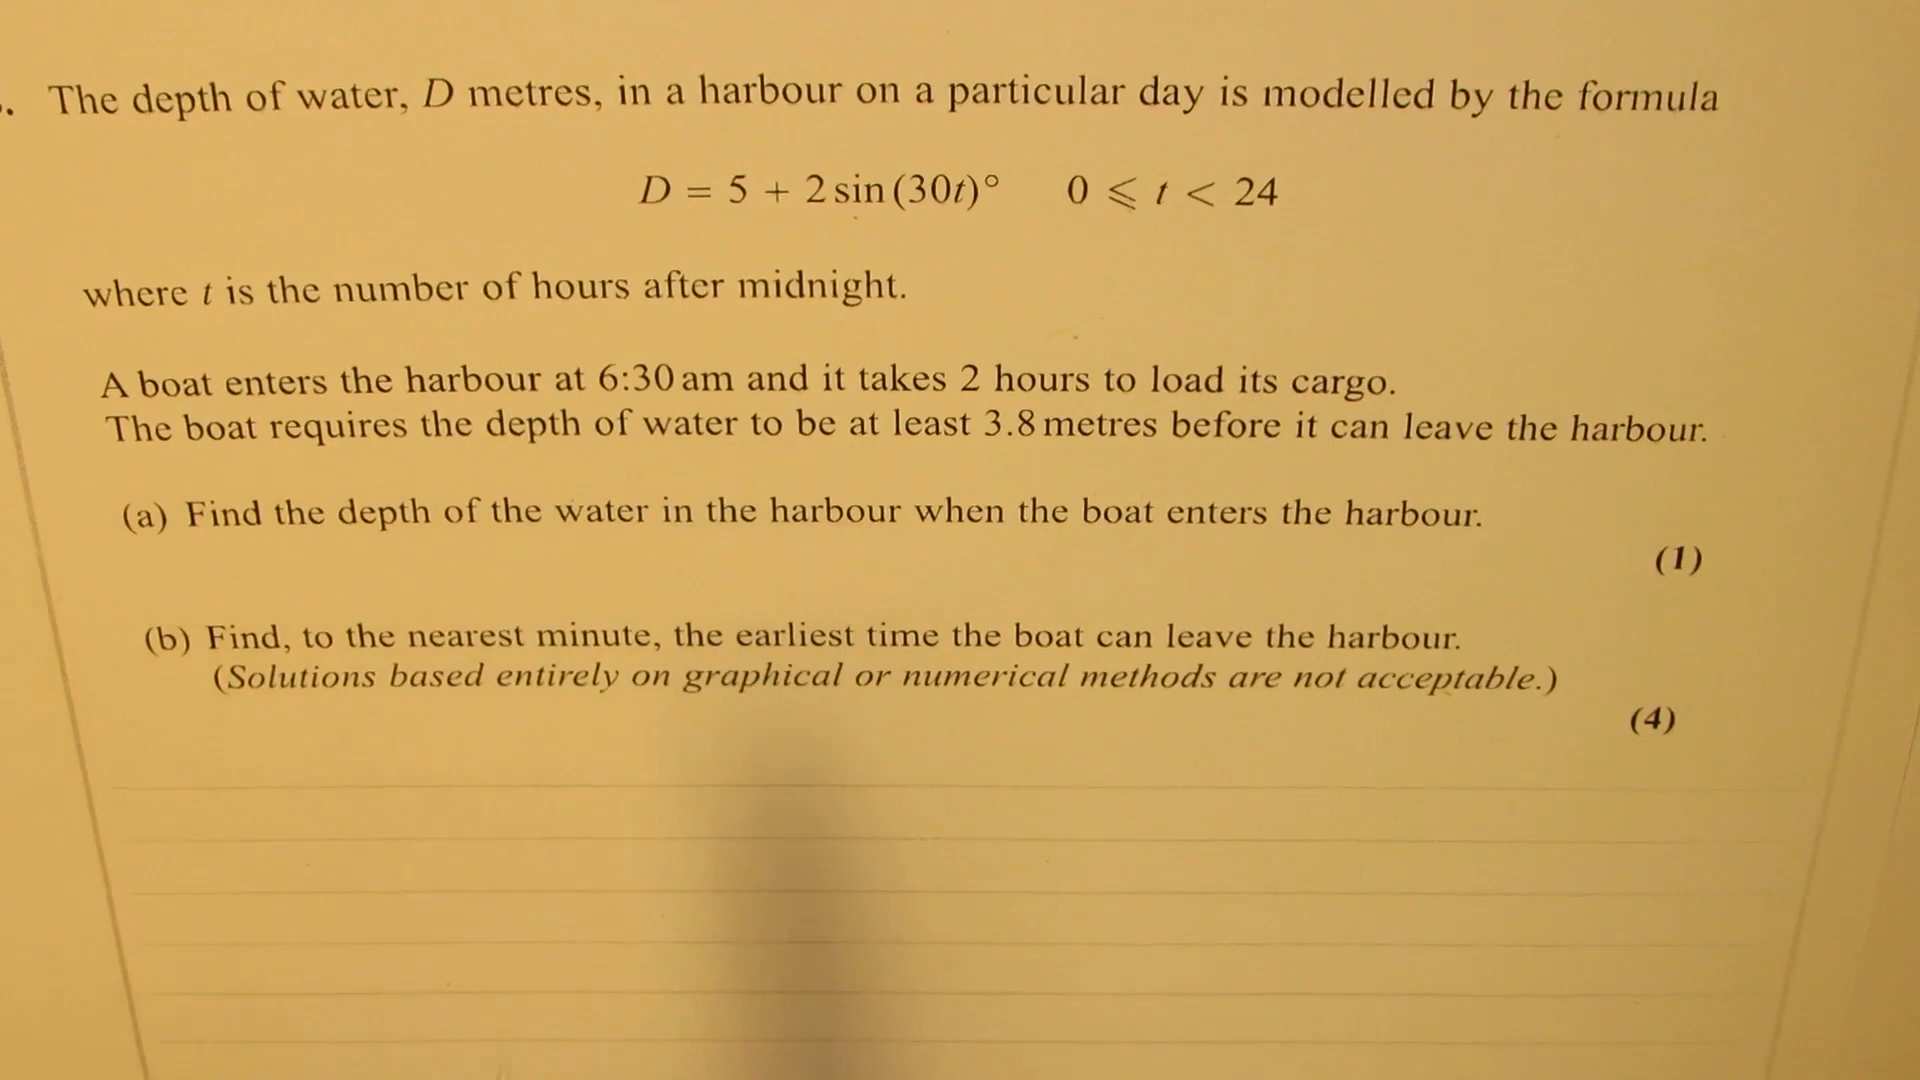 . The depth of water, D metres, in a harbour on a particular day is modelled by the formula
D = 5 + 2 sin (30t)° 0 ⩽ t < 24
where t is the number of hours after midnight.
A boat enters the harbour at 6:30 am and it takes 2 hours to load its cargo.
The boat requires the depth of water to be at least 3.8 metres before it can leave the harbour.
(a) Find the depth of the water in the harbour when the boat enters the harbour.
(1)
(b) Find, to the nearest minute, the earliest time the boat can leave the harbour.
(Solutions based entirely on graphical or numerical methods are not acceptable.)
(4)